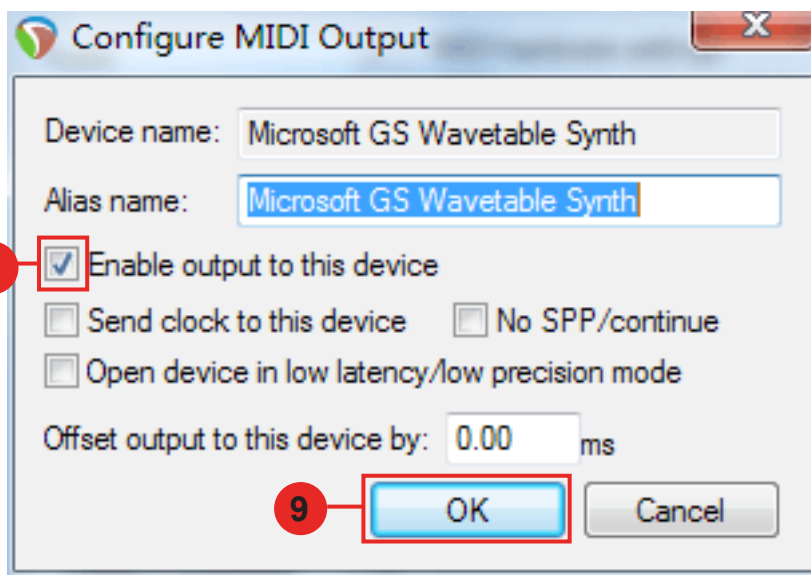 Configure MIDI Output
Device name: Microsoft GS Wavetable Synth
Alias name: Microsoft GS Wavetable Synth
Enable output to this device
Send clock to this device No SPP/continue
Open device in low latency/low precision mode
Offset output to this device by: 0.00 ms
9 OK Cancel